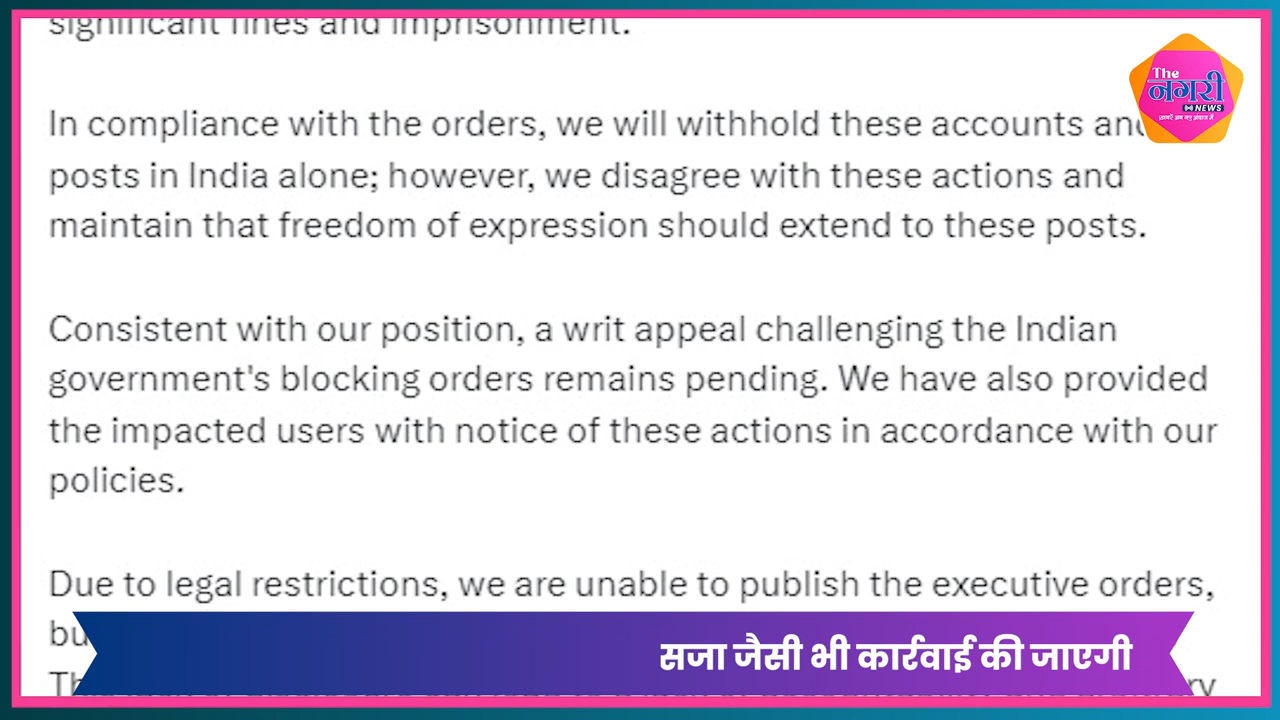 significant fines and imprisonment.
In compliance with the orders, we will withhold these accounts and
posts in India alone; however, we disagree with these actions and
maintain that freedom of expression should extend to these posts.
Consistent with our position, a writ appeal challenging the Indian
government's blocking orders remains pending. We have also provided
the impacted users with notice of these actions in accordance with our
policies.
Due to legal restrictions, we are unable to publish the executive orders,
The
नगरी
NEWS
सजा जैसी भी कार्रवाई की जाएगी